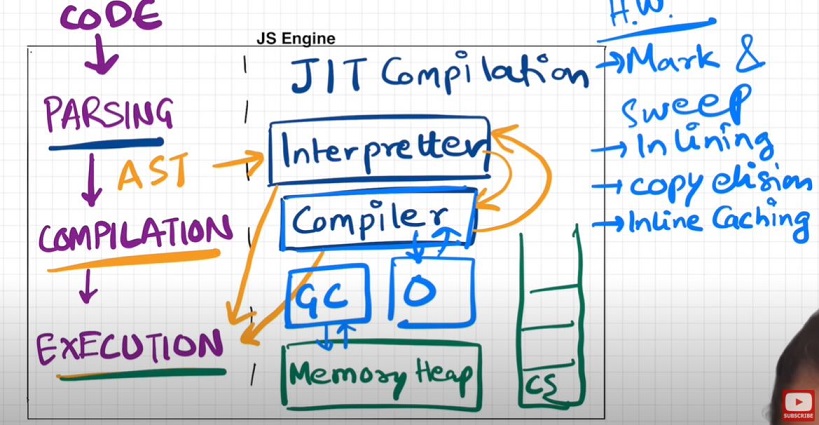 CODE
JS Engine
H.W.
JIT Compilation
→ Mark &
Sweep
PARSING
Interpretter
→ Inlining
AST
→ copy elision
Compiler
→ Inline Caching
COMPILATION
GC
O
EXECUTION
Memory Heap
CS
SUBSCRIBE